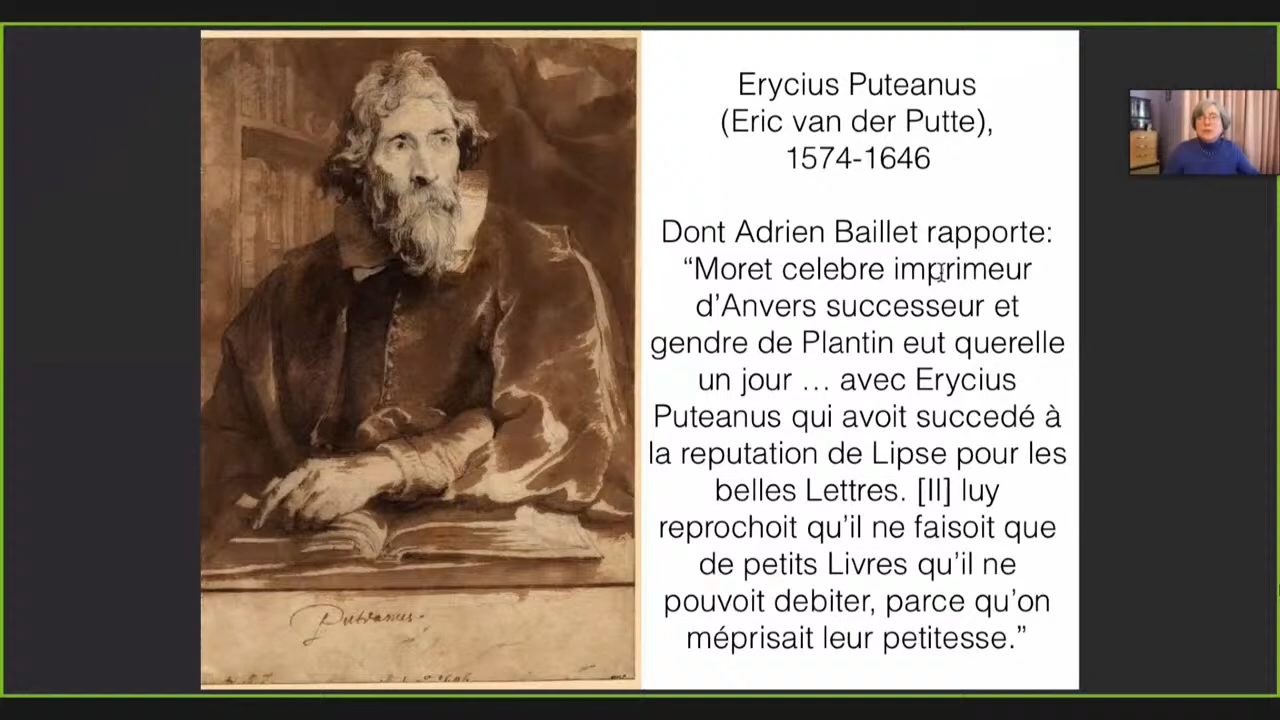 Erycius Puteanus
(Eric van der Putte),
1574-1646
Dont Adrien Baillet rapporte:
“Moret celebre imprimeur
d’Anvers successeur et
gendre de Plantin eut querelle
un jour … avec Erycius
Puteanus qui avoit succedé à
la reputation de Lipse pour les
belles Lettres. [Il] luy
reprochoit qu’il ne faisoit que
de petits Livres qu’il ne
pouvoit debiter, parce qu’on
méprisait leur petitesse.”
Puteanus.